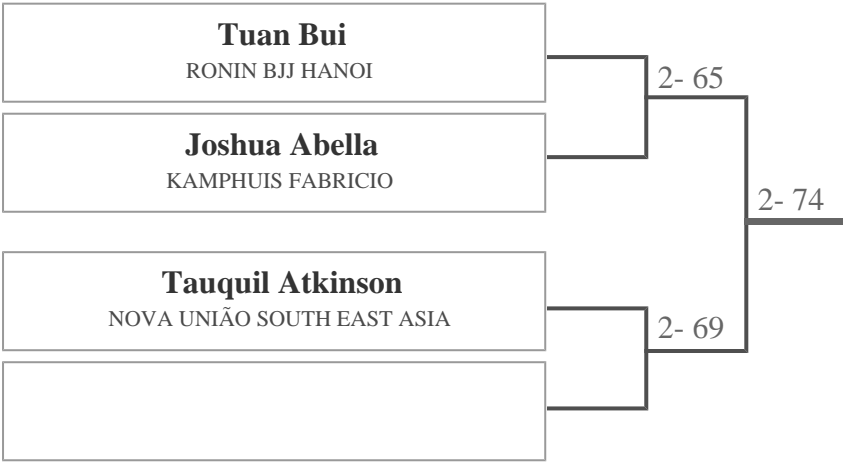 Tuan Bui
RONIN BJJ HANOI
2- 65
Joshua Abella
KAMPHUIS FABRICIO
2- 74
Tauquil Atkinson
NOVA UNIÃO SOUTH EAST ASIA
2- 69